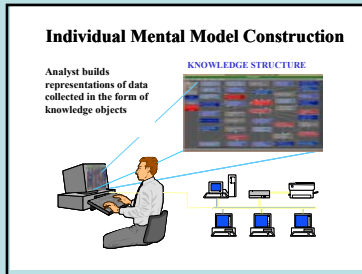 Individual Mental Model Construction
Analyst builds
representations of data
collected in the form of
knowledge objects
KNOWLEDGE STRUCTURE